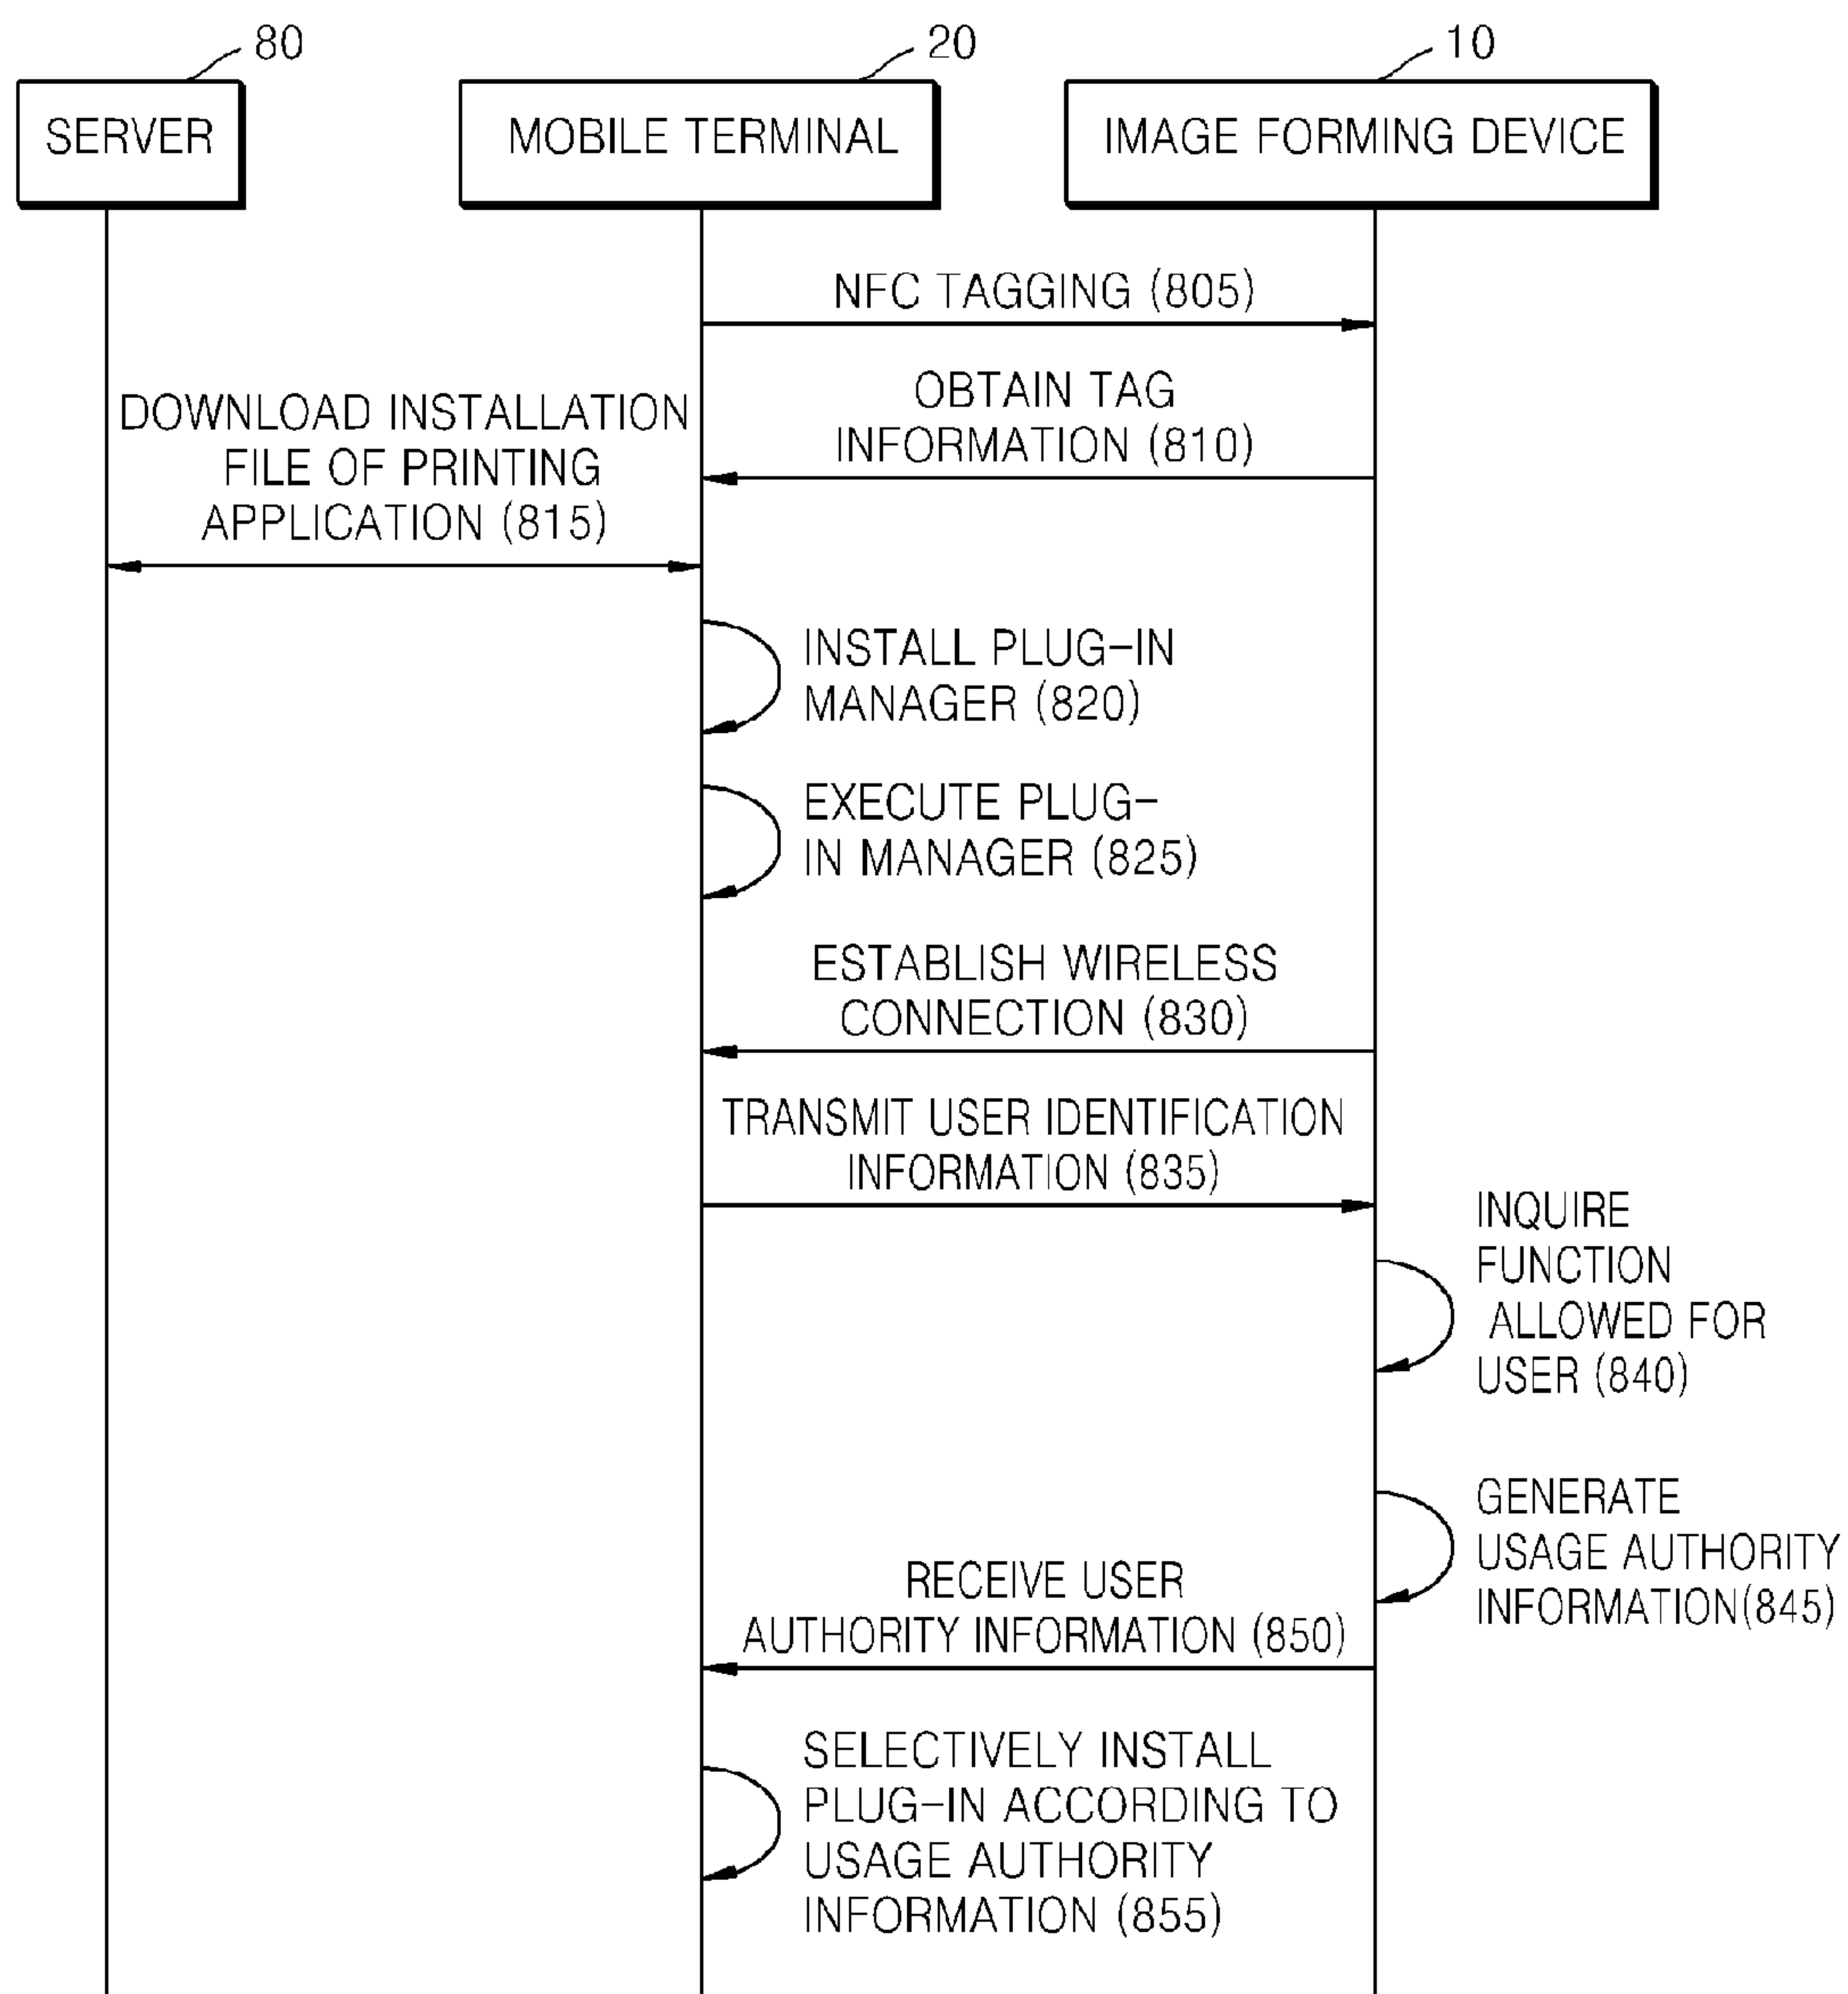 80
20
10
SERVER
MOBILE TERMINAL
IMAGE FORMING DEVICE
NFC TAGGING (805)
OBTAIN TAG
INFORMATION (810)
DOWNLOAD INSTALLATION
FILE OF PRINTING
APPLICATION (815)
INSTALL PLUG-IN
MANAGER (820)
EXECUTE PLUG-
IN MANAGER (825)
ESTABLISH WIRELESS
CONNECTION (830)
TRANSMIT USER IDENTIFICATION
INFORMATION (835)
INQUIRE
FUNCTION
ALLOWED FOR
USER (840)
GENERATE
USAGE AUTHORITY
INFORMATION(845)
RECEIVE USER
AUTHORITY INFORMATION (850)
SELECTIVELY INSTALL
PLUG-IN ACCORDING TO
USAGE AUTHORITY
INFORMATION (855)